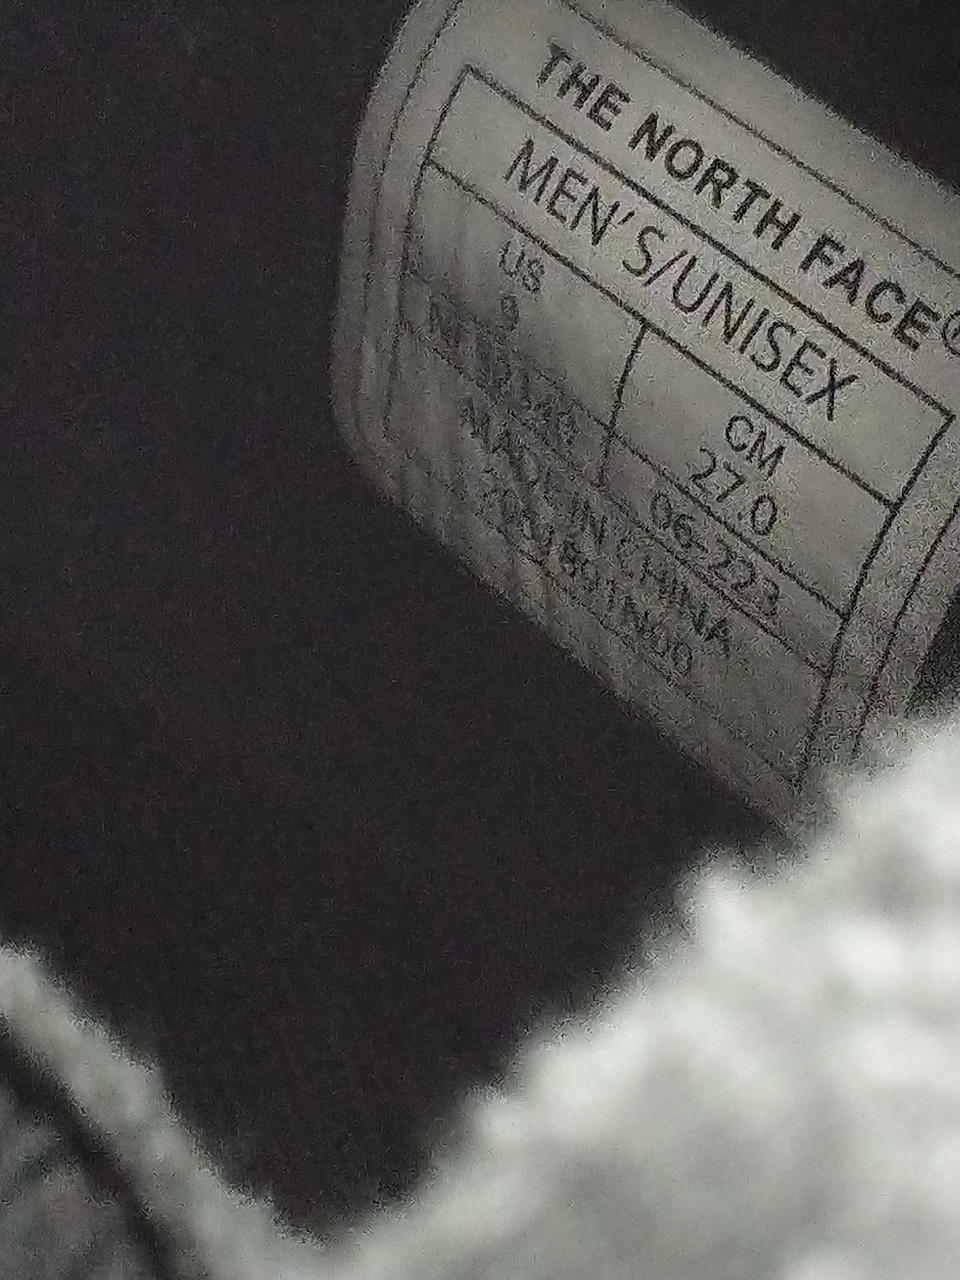 THE NORTH FACE®
MEN'S/UNISEX
US CM
9 27.0
06-223
MADE IN CHINA